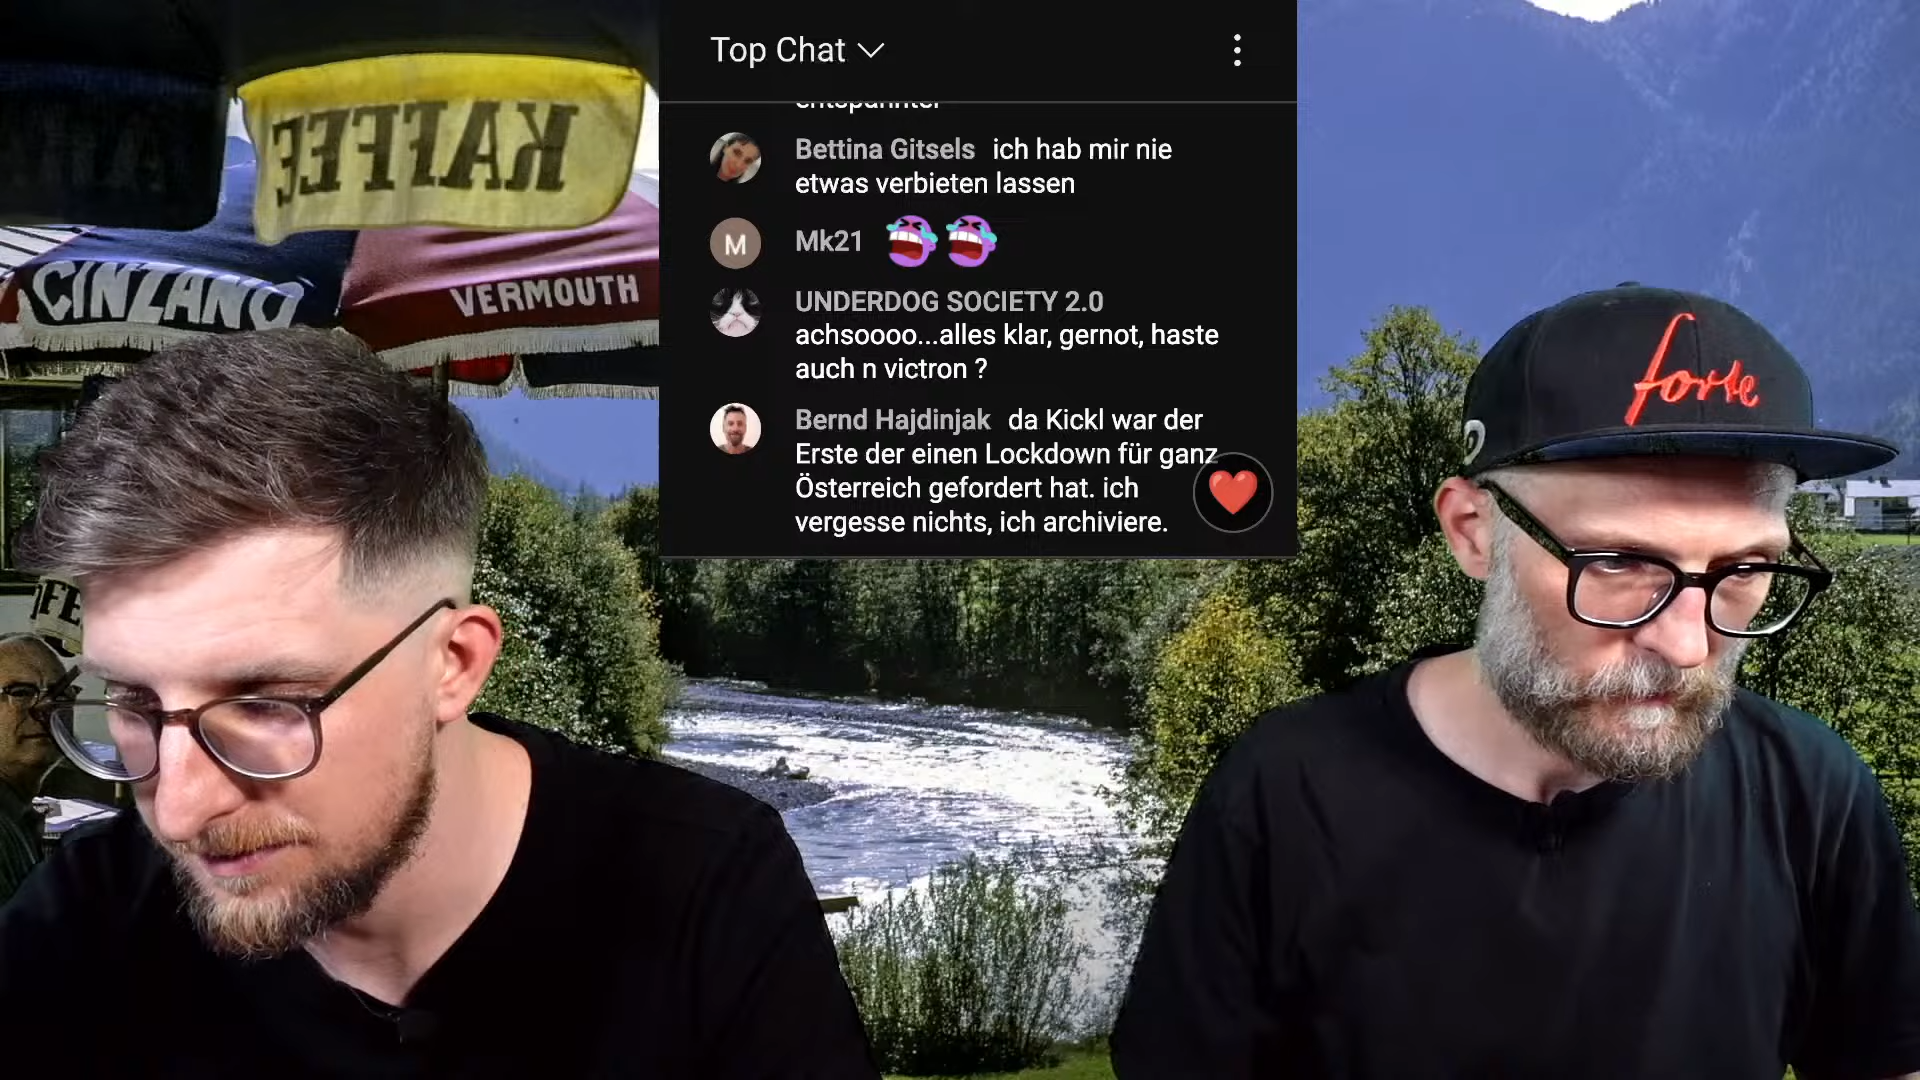 KAFFEE
CINZANO
VERMOUTH
Top Chat
entspannter
Bettina Gitsels ich hab mir nie
etwas verbieten lassen
M Mk21
UNDERDOG SOCIETY 2.0
achsoooo...alles klar, gernot, haste
auch n victron ?
Bernd Hajdinjak da Kickl war der
Erste der einen Lockdown für ganz
Österreich gefordert hat. ich
vergesse nichts, ich archiviere.
forte